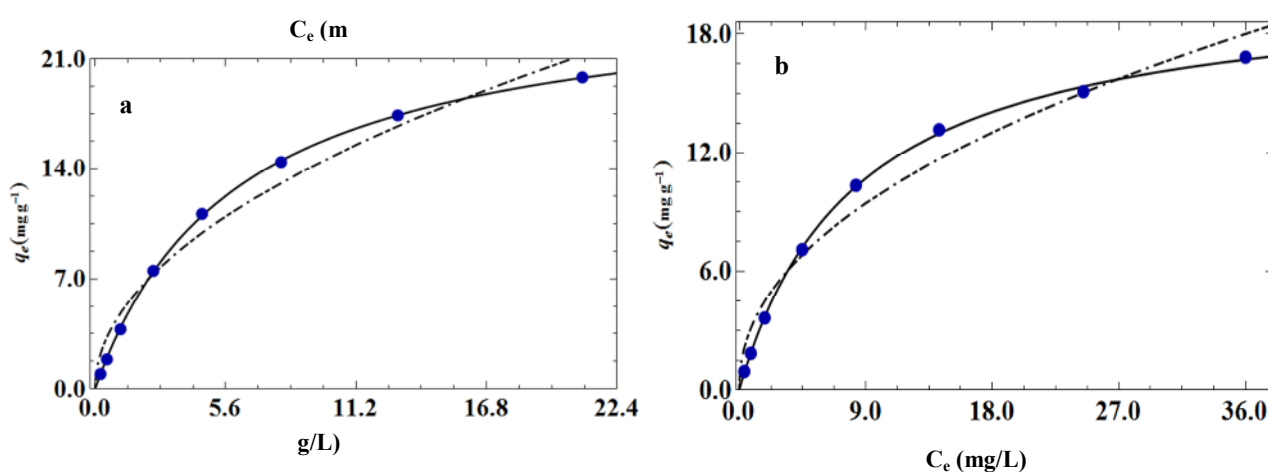 Cₑ (m
21.0
a
14.0
7.0
0.0
qₑ (mg g⁻¹)
0.0 5.6 11.2 16.8 22.4
g/L)
18.0
b
12.0
6.0
0.0
qₑ (mg g⁻¹)
0.0 9.0 18.0 27.0 36.0
Cₑ (mg/L)